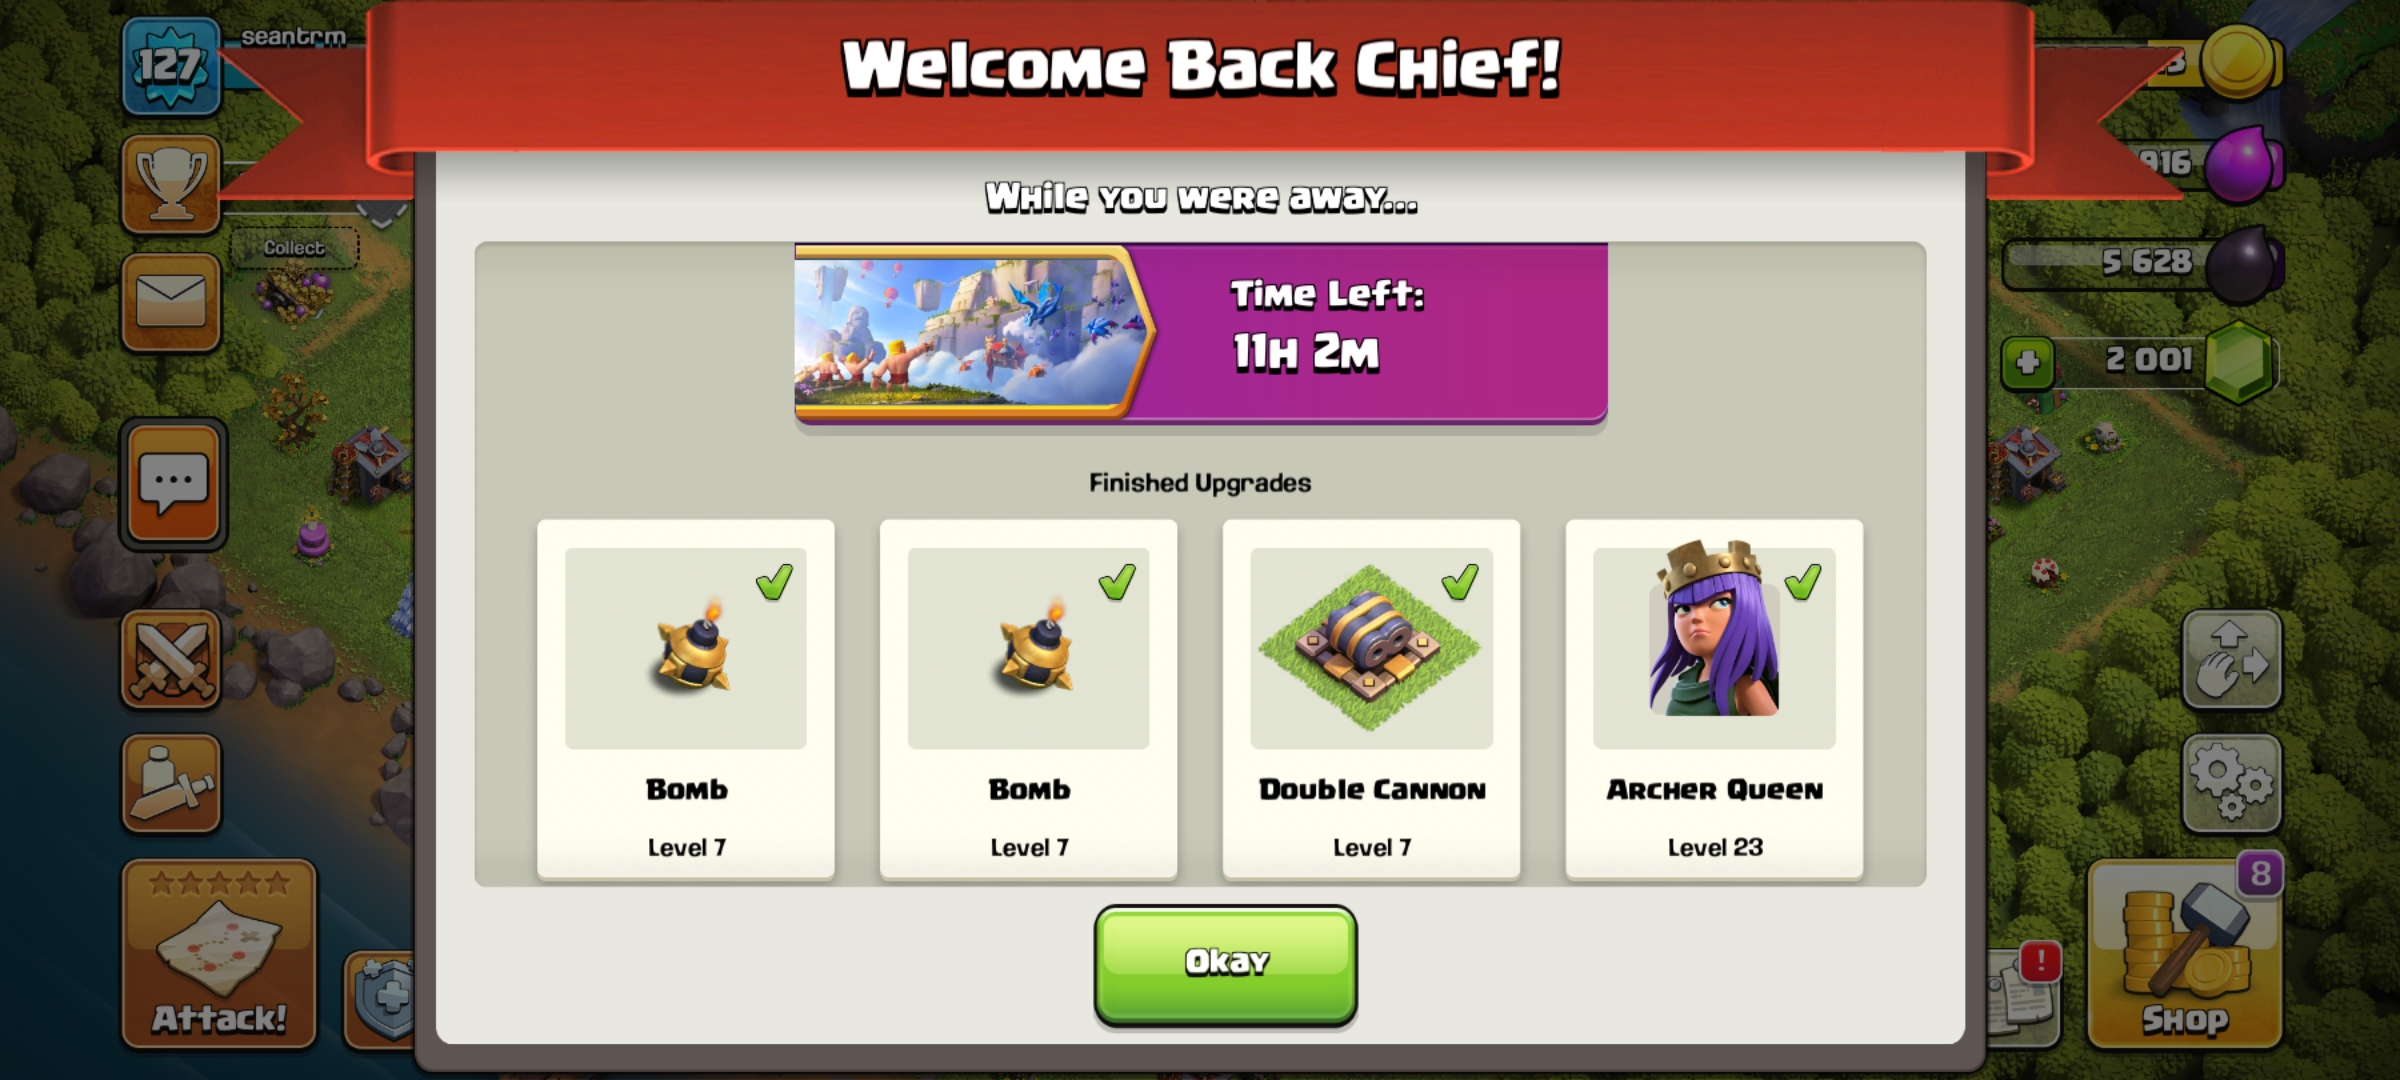 127
seantrm
Welcome Back Chief!
916
While you were away...
Collect
5 628
Time Left:
11H 2M
2 001
Finished Upgrades
Bomb
Level 7
Bomb
Level 7
Double Cannon
Level 7
Archer Queen
Level 23
8
Okay
!
Attack!
Shop